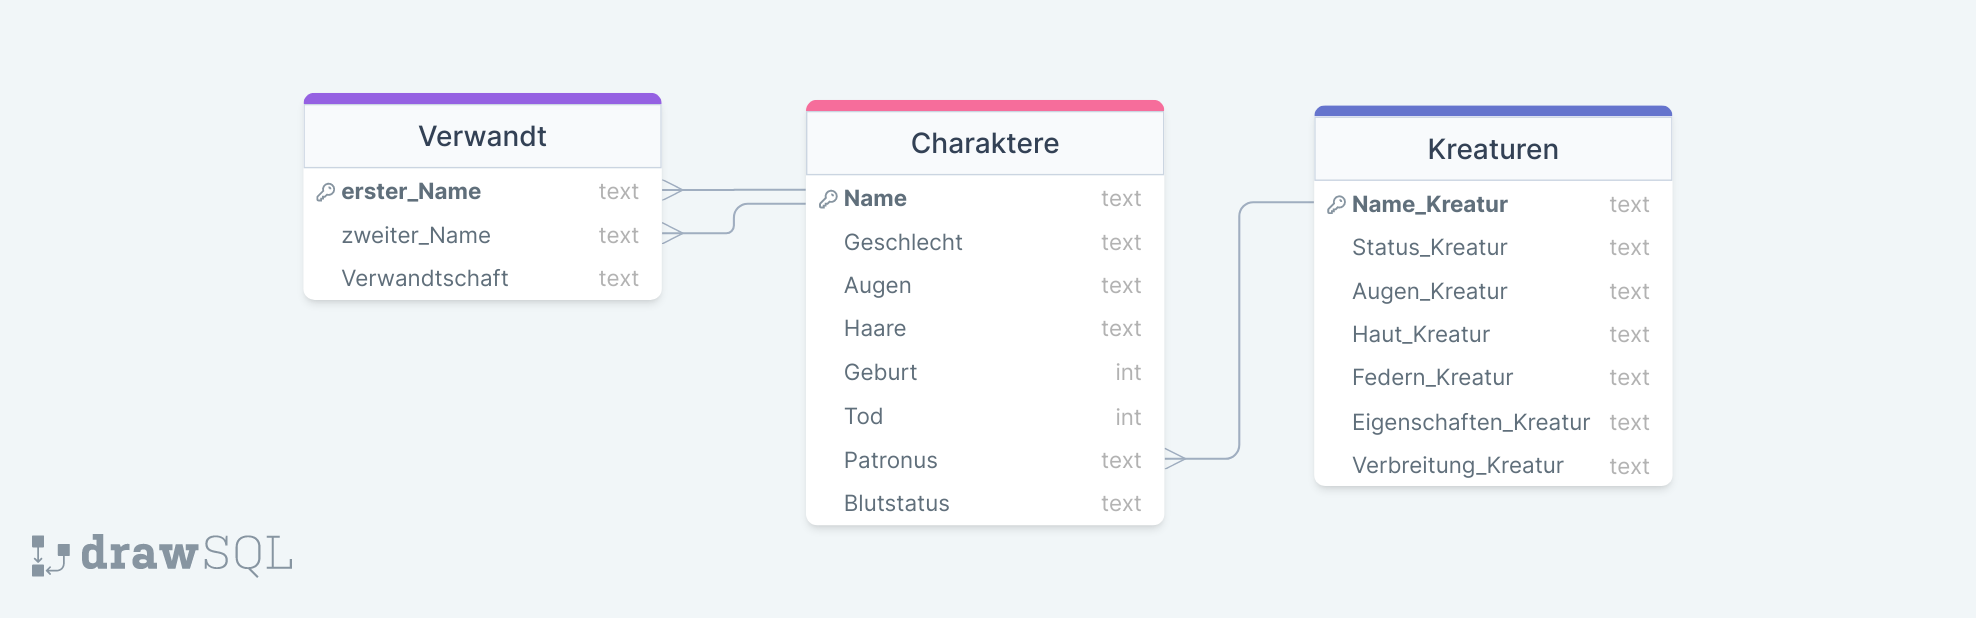 Verwandt
erster_Name text
zweiter_Name text
Verwandtschaft text
Charaktere
Name text
Geschlecht text
Augen text
Haare text
Geburt int
Tod int
Patronus text
Blutstatus text
Kreaturen
Name_Kreatur text
Status_Kreatur text
Augen_Kreatur text
Haut_Kreatur text
Federn_Kreatur text
Eigenschaften_Kreatur text
Verbreitung_Kreatur text
drawSQL